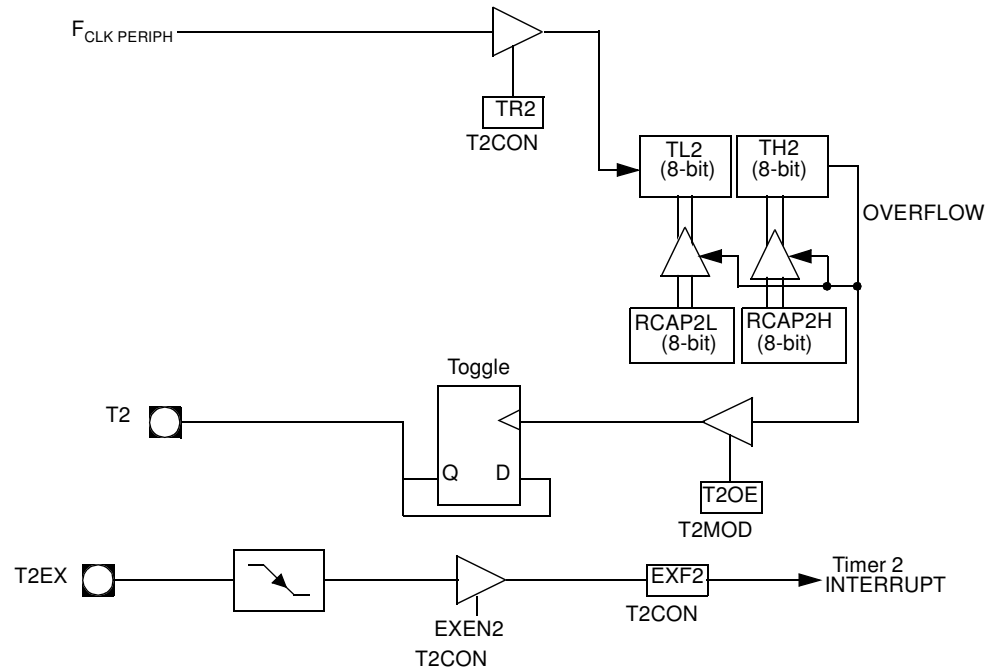 FCLK PERIPH
TR2
T2CON
TL2
(8-bit)
TH2
(8-bit)
OVERFLOW
RCAP2L
(8-bit)
RCAP2H
(8-bit)
Toggle
T2
Q
D
T2OE
T2MOD
T2EX
EXEN2
T2CON
EXF2
T2CON
Timer 2
INTERRUPT